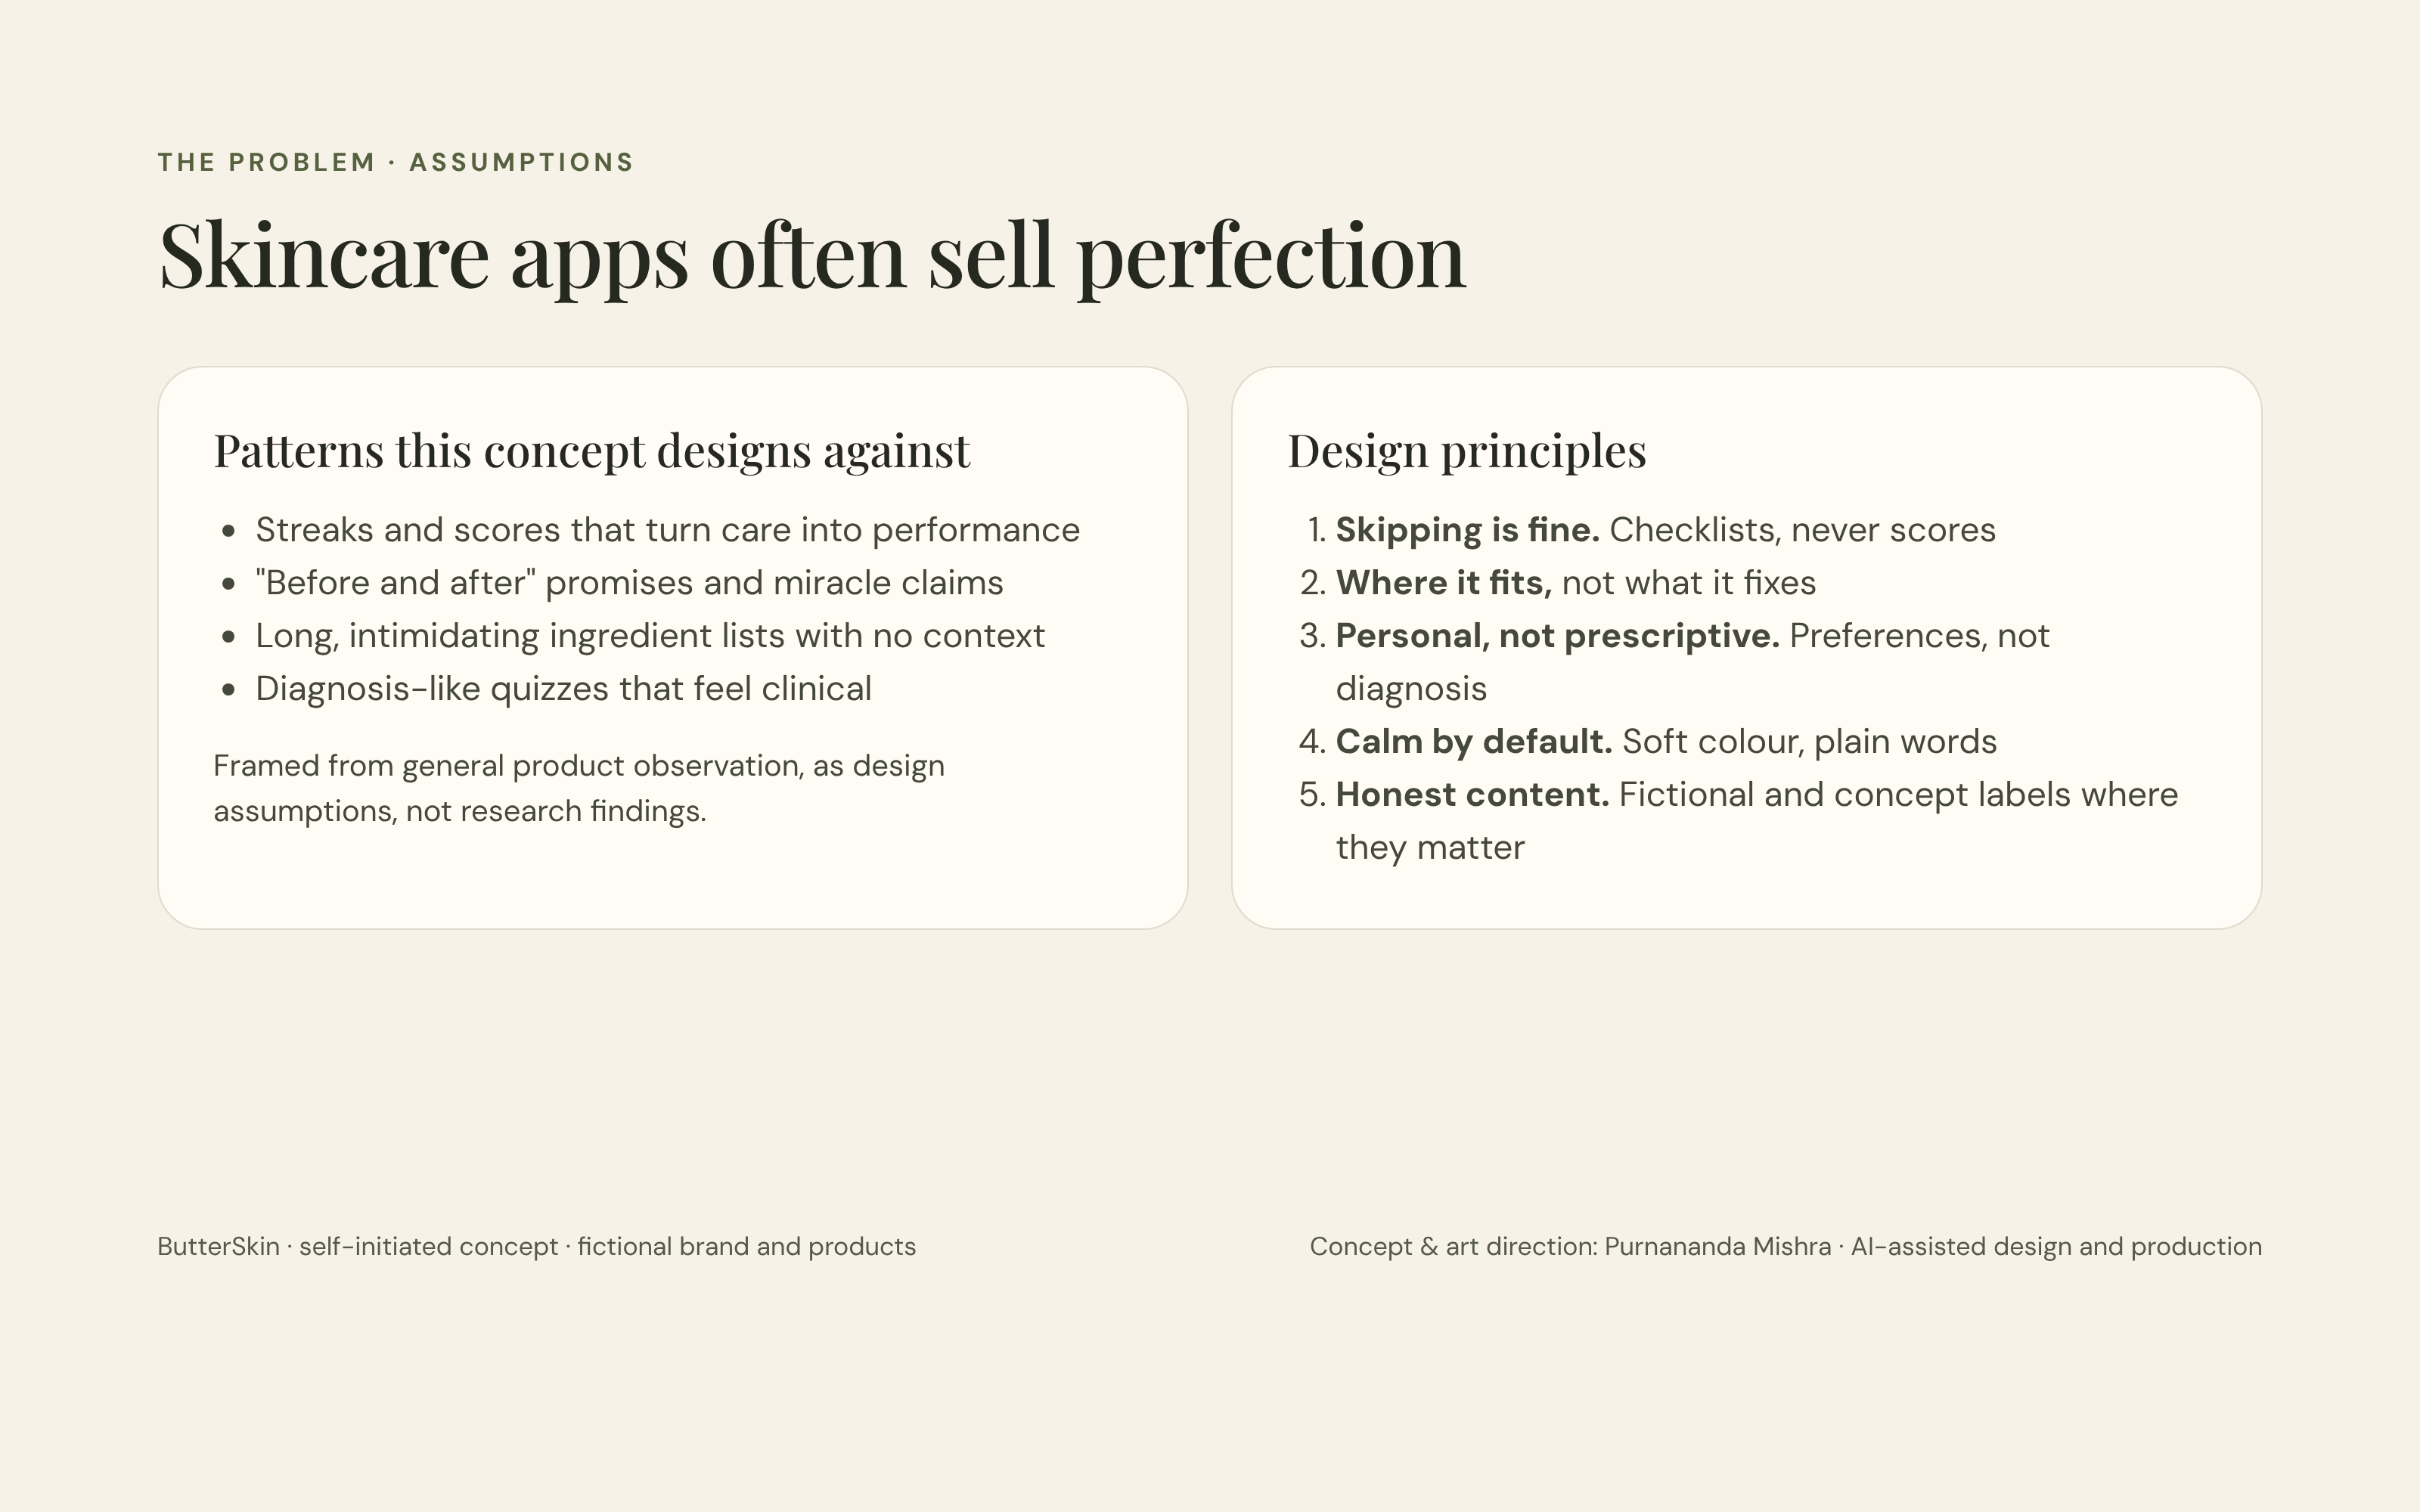 THE PROBLEM · ASSUMPTIONS
Skincare apps often sell perfection
Patterns this concept designs against
• Streaks and scores that turn care into performance
• "Before and after" promises and miracle claims
• Long, intimidating ingredient lists with no context
• Diagnosis-like quizzes that feel clinical
Framed from general product observation, as design
assumptions, not research findings.
Design principles
1. Skipping is fine. Checklists, never scores
2. Where it fits, not what it fixes
3. Personal, not prescriptive. Preferences, not
diagnosis
4. Calm by default. Soft colour, plain words
5. Honest content. Fictional and concept labels where
they matter
ButterSkin · self-initiated concept · fictional brand and products
Concept & art direction: Purnananda Mishra · AI-assisted design and production